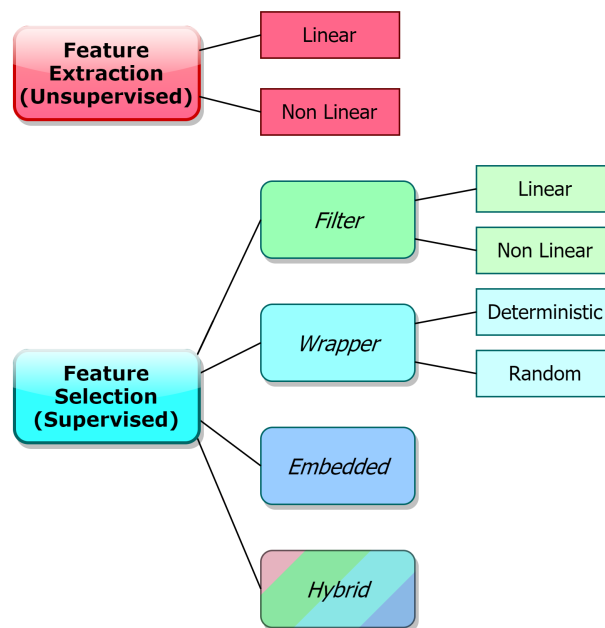 Feature
Extraction
(Unsupervised)
Linear
Non Linear
Feature
Selection
(Supervised)
Filter
Linear
Non Linear
Wrapper
Deterministic
Random
Embedded
Hybrid